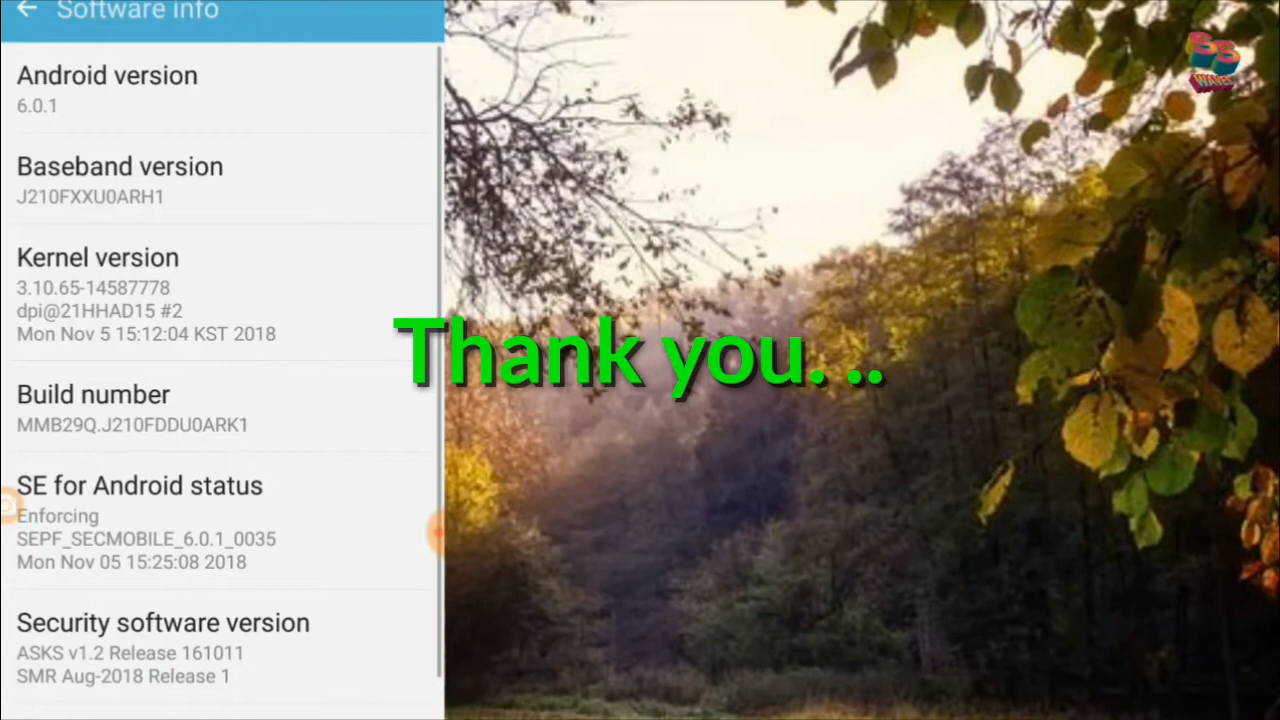 Software info
Android version
6.0.1
Baseband version
J210FXXU0ARH1
Kernel version
3.10.65-14587778
dpi@21HHAD15 #2
Mon Nov 5 15:12:04 KST 2018
Build number
MMB29Q.J210FDDU0ARK1
SE for Android status
Enforcing
SEPF_SECMOBILE_6.0.1_0035
Mon Nov 05 15:25:08 2018
Security software version
ASKS v1.2 Release 161011
SMR Aug-2018 Release 1
Thank you. ..
SS
WAVES